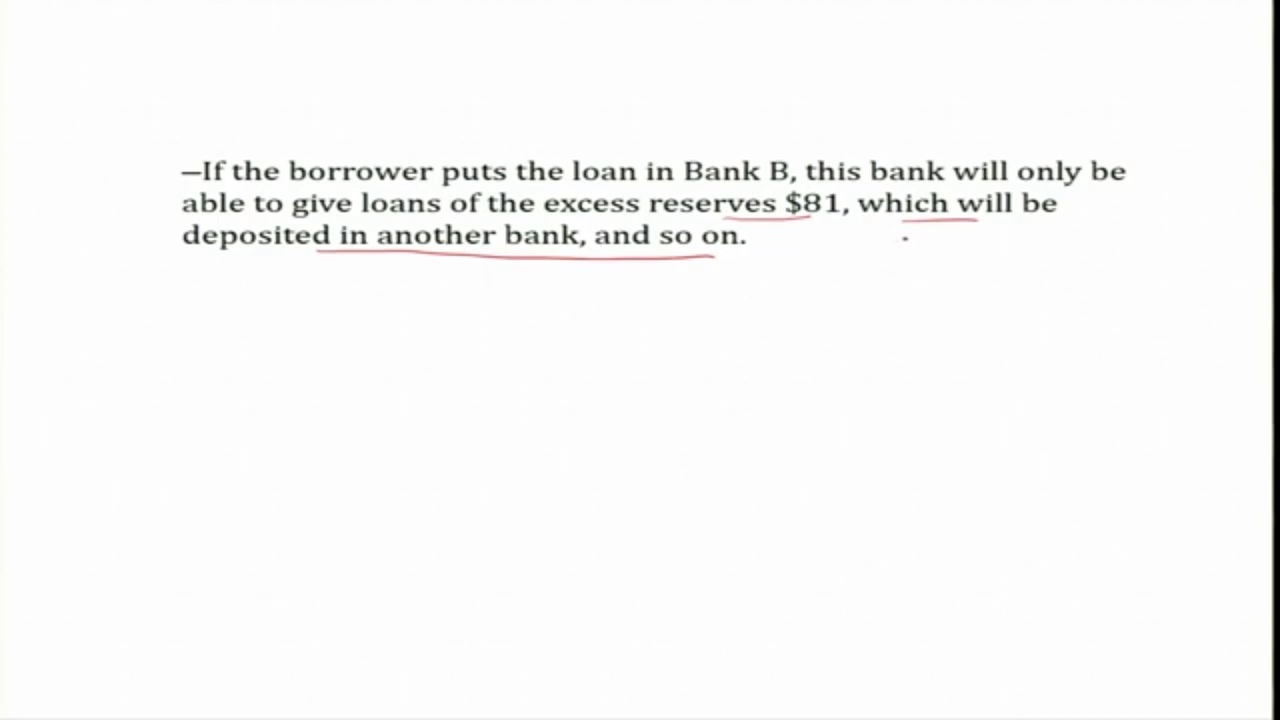 –If the borrower puts the loan in Bank B, this bank will only be
able to give loans of the excess reserves $81, which will be
deposited in another bank, and so on.